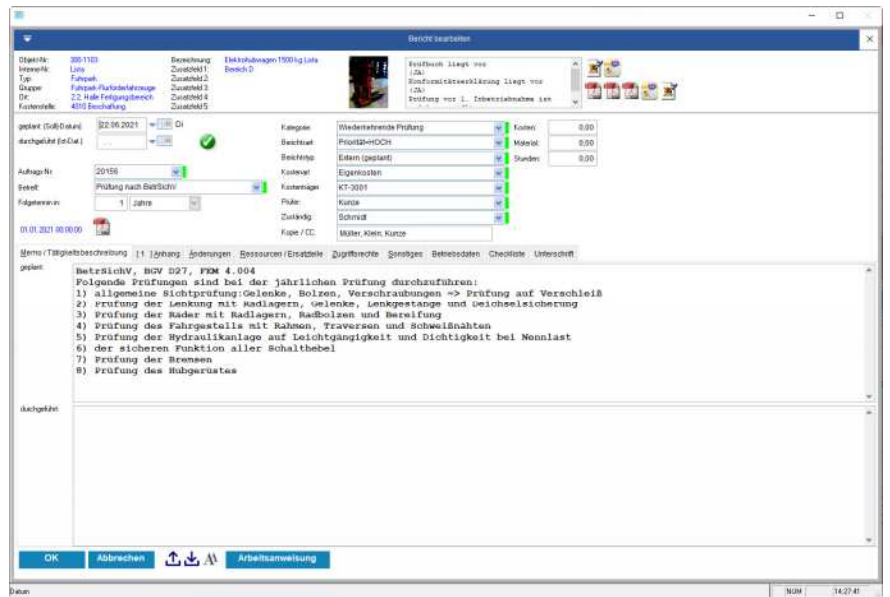 Bericht bearbeiten
Objekt-Nr: 300-1103 Bezeichnung: Elektrohubwagen 1500 kg Lista
Interne-Nr: Lista Zusatzfeld 1: Bereich D
Typ: Fuhrpark Zusatzfeld 2:
Gruppe: Fuhrpark-Flurförderfahrzeuge Zusatzfeld 3:
Ort: 2.2. Halle Fertigungsbereich Zusatzfeld 4:
Kostenstelle: 4010 Beschaffung Zusatzfeld 5:
Prüfbuch liegt vor
(JA)
Konformitätserklärung liegt vor
(JA)
Prüfung vor 1. Inbetriebnahme ist
geplant (Soll-Datum) 22.06.2021 Di Kategorie: Wiederkehrende Prüfung Kosten: 0,00
durchgeführt (Ist-Dat.) Berichtsart: Priorität=HOCH Material: 0,00
Berichtstyp: Extern (geplant) Stunden: 0,00
Auftrags-Nr: 20156 Kostenart: Eigenkosten
Betreff: Prüfung nach BetrSichV Kostenträger: KT-3001
Folgetermin in: 1 Jahre Prüfer: Kunze
Zuständig: Schmidt
01.01.2021 00:00:00 Kopie / CC: Müller, Klein, Kunze
Memo / Tätigkeitsbeschreibung [ 1 ] Anhang Änderungen Ressourcen / Ersatzteile Zugriffsrechte Sonstiges Betriebsdaten Checkliste Unterschrift
geplant:
BetrSichV, BGV D27, FEM 4.004
Folgende Prüfungen sind bei der jährlichen Prüfung durchzuführen:
1) allgemeine Sichtprüfung:Gelenke, Bolzen, Verschraubungen => Prüfung auf Verschleiß
2) Prüfung der Lenkung mit Radlagern, Gelenke, Lenkgestänge und Deichselsicherung
3) Prüfung der Räder mit Radlagern, Radbolzen und Bereifung
4) Prüfung des Fahrgestells mit Rahmen, Traversen und Schweißnähten
5) Prüfung der Hydraulikanlage auf Leichtgängigkeit und Dichtigkeit bei Nennlast
6) der sicheren Funktion aller Schalthebel
7) Prüfung der Bremsen
8) Prüfung des Hubgerüstes
durchgeführt:
OK Abbrechen Arbeitsanweisung
Datum NUM 14:27:41